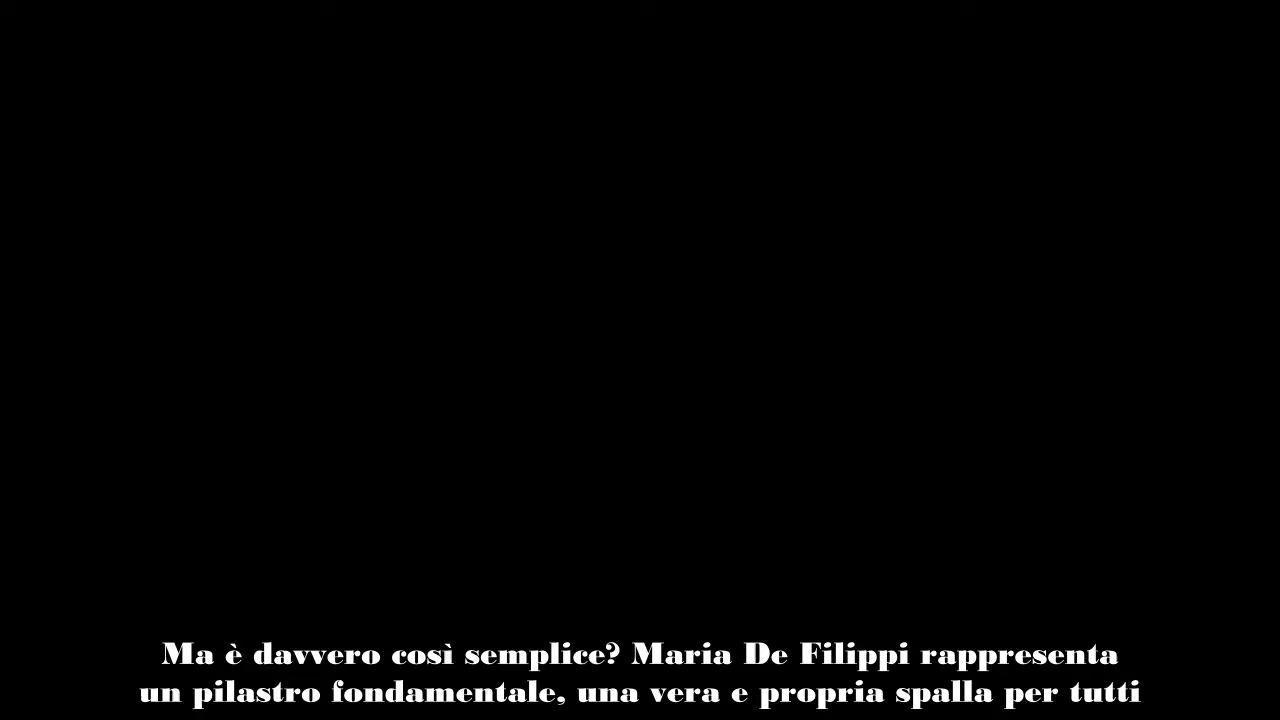 Ma è davvero così semplice? Maria De Filippi rappresenta
un pilastro fondamentale, una vera e propria spalla per tutti